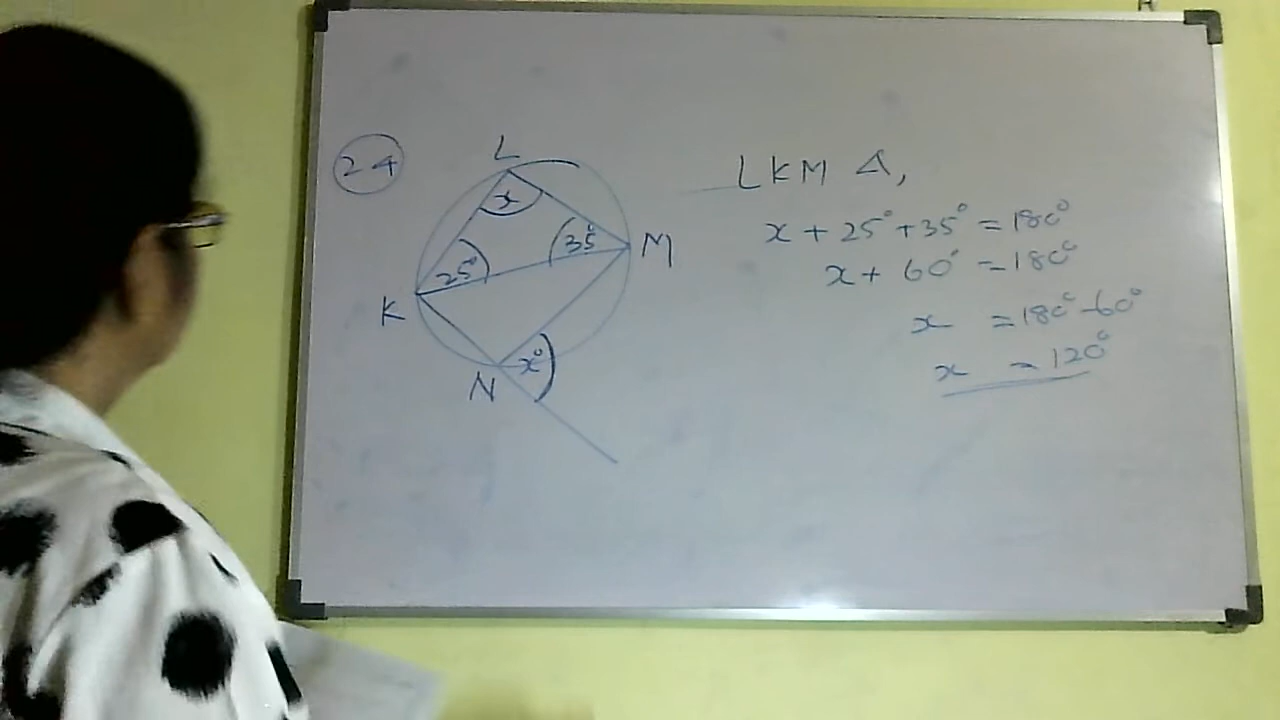 24
L
x
35°
M
25°
K
x°
N
LKM Δ,
x + 25° + 35° = 180°
x + 60° = 180°
x = 180° - 60°
x = 120°